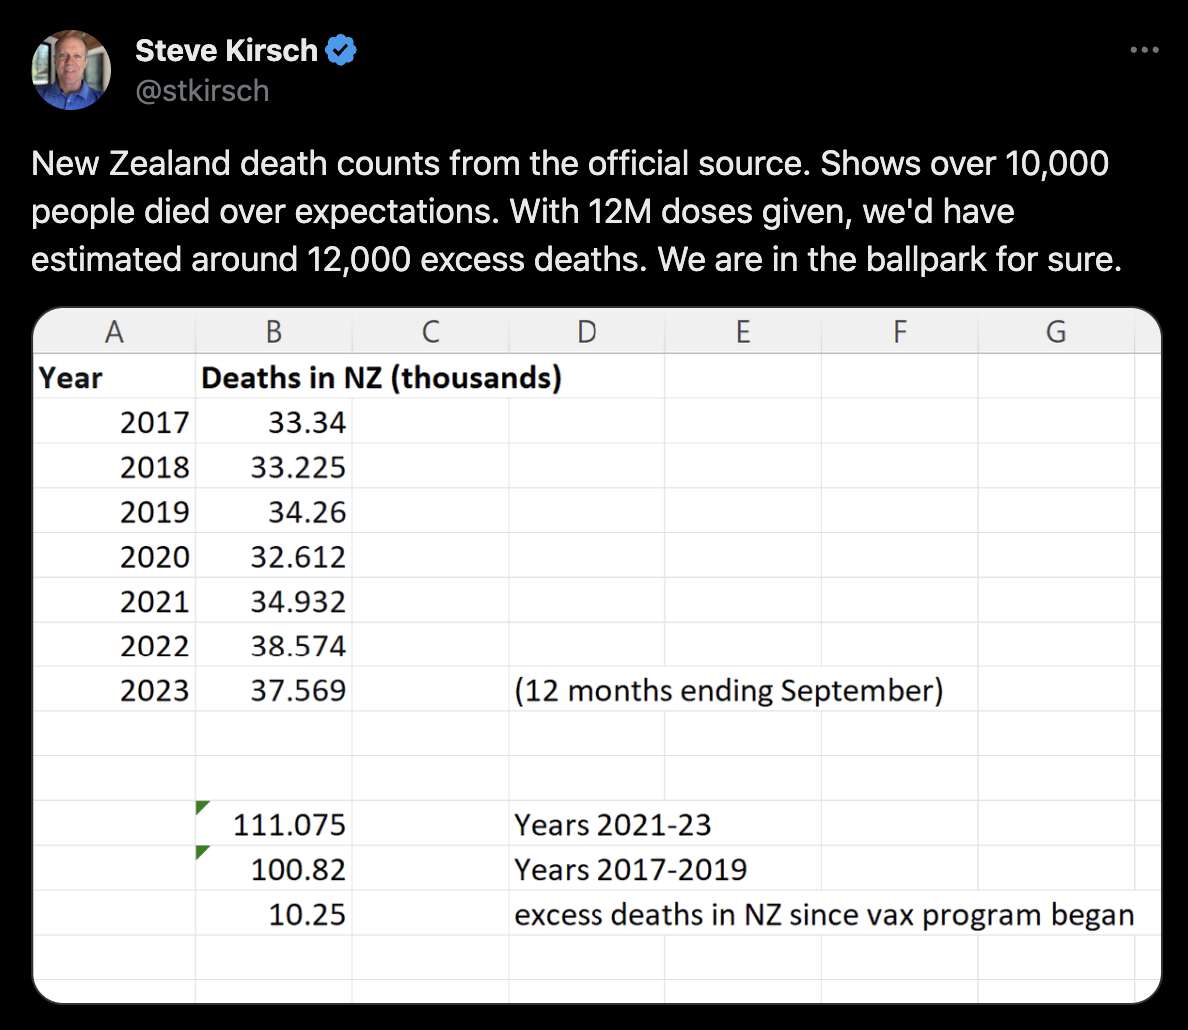 Steve Kirsch
@stkirsch
New Zealand death counts from the official source. Shows over 10,000
people died over expectations. With 12M doses given, we'd have
estimated around 12,000 excess deaths. We are in the ballpark for sure.
A B C D E F G
Year Deaths in NZ (thousands)
2017 33.34
2018 33.225
2019 34.26
2020 32.612
2021 34.932
2022 38.574
2023 37.569 (12 months ending September)
111.075 Years 2021-23
100.82 Years 2017-2019
10.25 excess deaths in NZ since vax program began